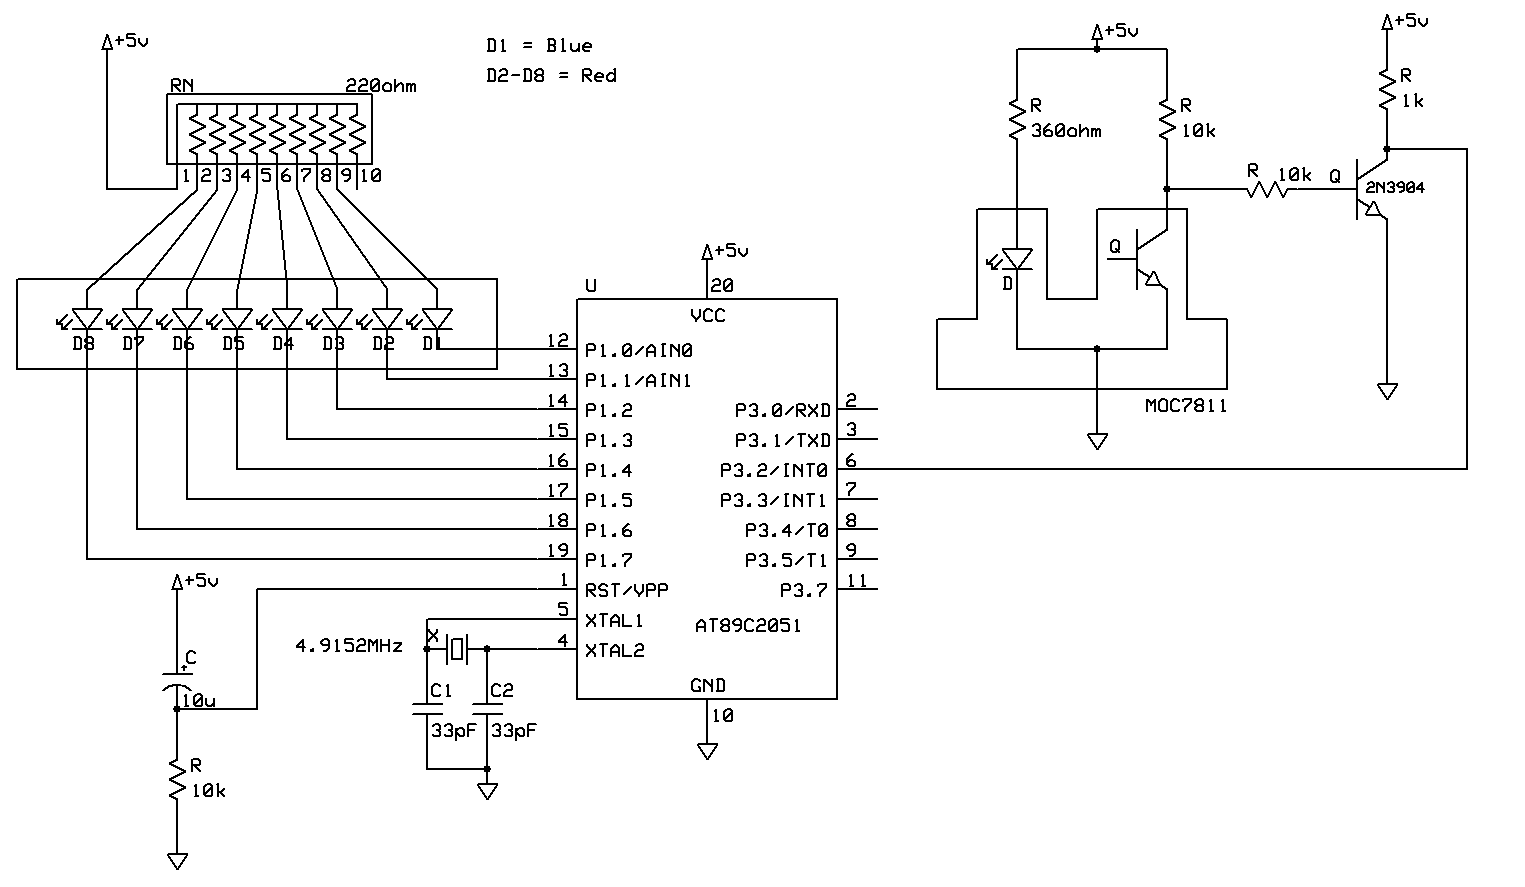 +5v
RN
220ohm
1 2 3 4 5 6 7 8 9 10
D1 = Blue
D2-D8 = Red
D8 D7 D6 D5 D4 D3 D2 D1
+5v
20
U
VCC
12 P1.0/AIN0
13 P1.1/AIN1
14 P1.2
15 P1.3
16 P1.4
17 P1.5
18 P1.6
19 P1.7
1 RST/VPP
5 XTAL1
4 XTAL2
P3.0/RXD 2
P3.1/TXD 3
P3.2/INT0 6
P3.3/INT1 7
P3.4/T0 8
P3.5/T1 9
P3.7 11
AT89C2051
GND
10
+5v
C
+
10u
R
10k
4.9152MHz
X
C1
33pF
C2
33pF
+5v
R
360ohm
R
10k
D
Q
MOC7811
R 10k
Q
2N3904
+5v
R
1k